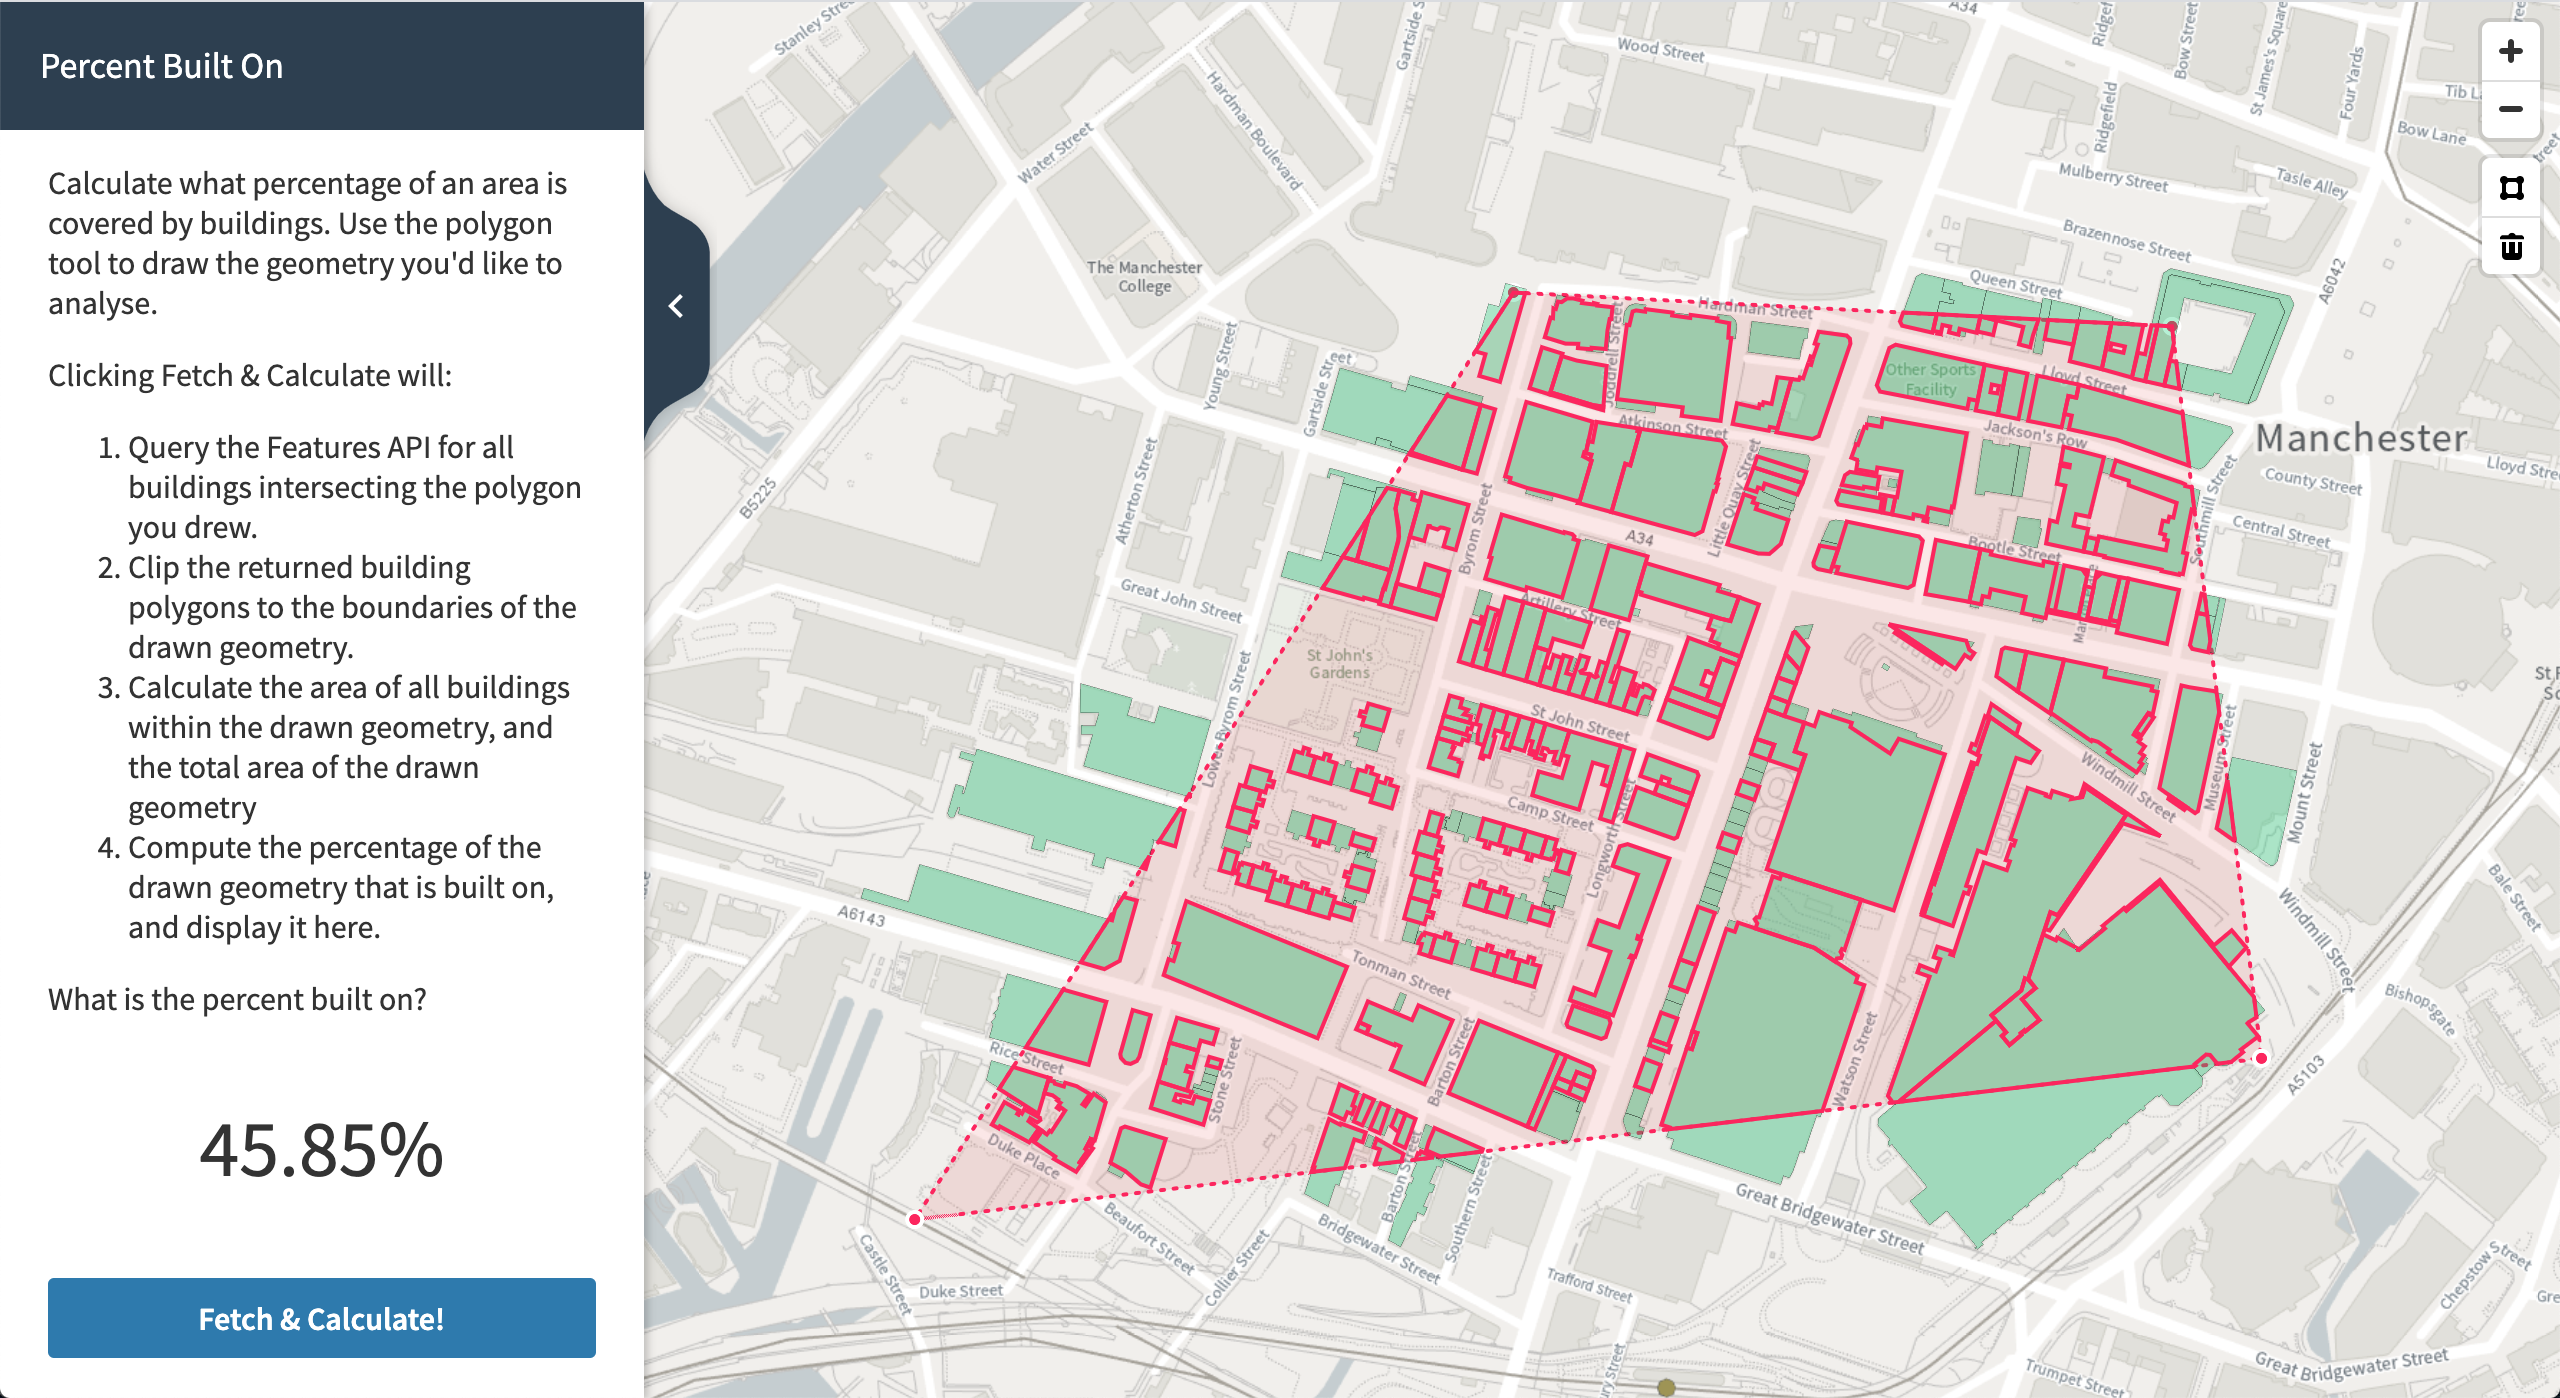 Percent Built On
Calculate what percentage of an area is
covered by buildings. Use the polygon
tool to draw the geometry you'd like to
analyse.
Clicking Fetch & Calculate will:
1. Query the Features API for all
buildings intersecting the polygon
you drew.
2. Clip the returned building
polygons to the boundaries of the
drawn geometry.
3. Calculate the area of all buildings
within the drawn geometry, and
the total area of the drawn
geometry
4. Compute the percentage of the
drawn geometry that is built on,
and display it here.
What is the percent built on?
45.85%
Fetch & Calculate!
Gartside S
A34
Wood Street
Bow Street
St James's Square
Four Yards
Tib L
Bow Lane
Ridgefield
Hardman Boulevard
Water Street
Mulberry Street
Tasle Alley
Brazennose Street
The Manchester
College
Queen Street
A6042
Hardman Street
Young Street
Gartside Street
Other Sports
Facility
Lloyd Street
Atkinson Street
Jackson's Row
Manchester
Lloyd Stre
County Street
Central Street
Southmill Street
B5225
Atherton Street
Byrom Street
Little Quay Street
A34
Bootle Street
Great John Street
Artillery Street
St John's
Gardens
Lower Byrom Street
St John Street
Camp Street
Longworth Street
Windmill Street
Museum Street
Mount Street
A6143
Tonman Street
Windmill Street
Bale Street
Bishopsgate
Rice Street
Stone Street
Barton Street
Watson Street
A5103
Duke Place
Barton Street
Southern Street
Great Bridgewater Street
Beaufort Street
Bridgewater Street
Collier Street
Castle Street
Duke Street
Trafford Street
Chepstow Street
Great Bridgewater Street
Trumpet Street